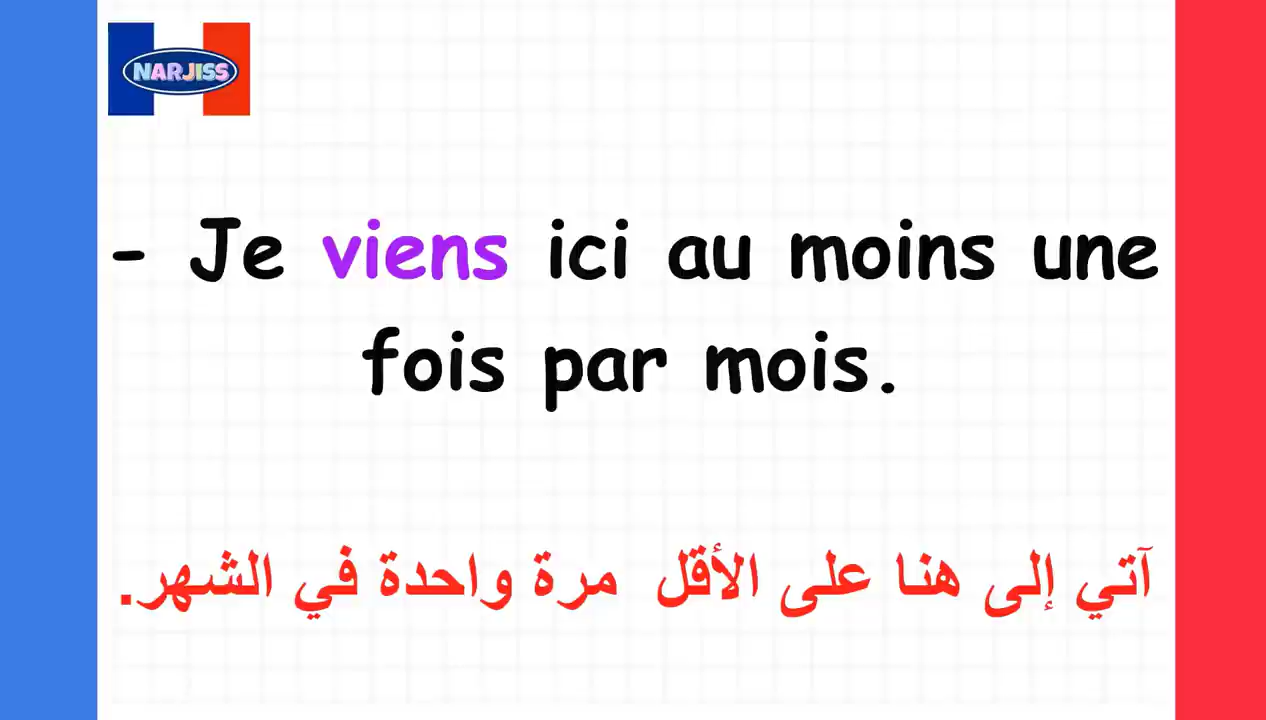 NARJISS
- Je viens ici au moins une
fois par mois.
آتي إلى هنا على الأقل مرة واحدة في الشهر.